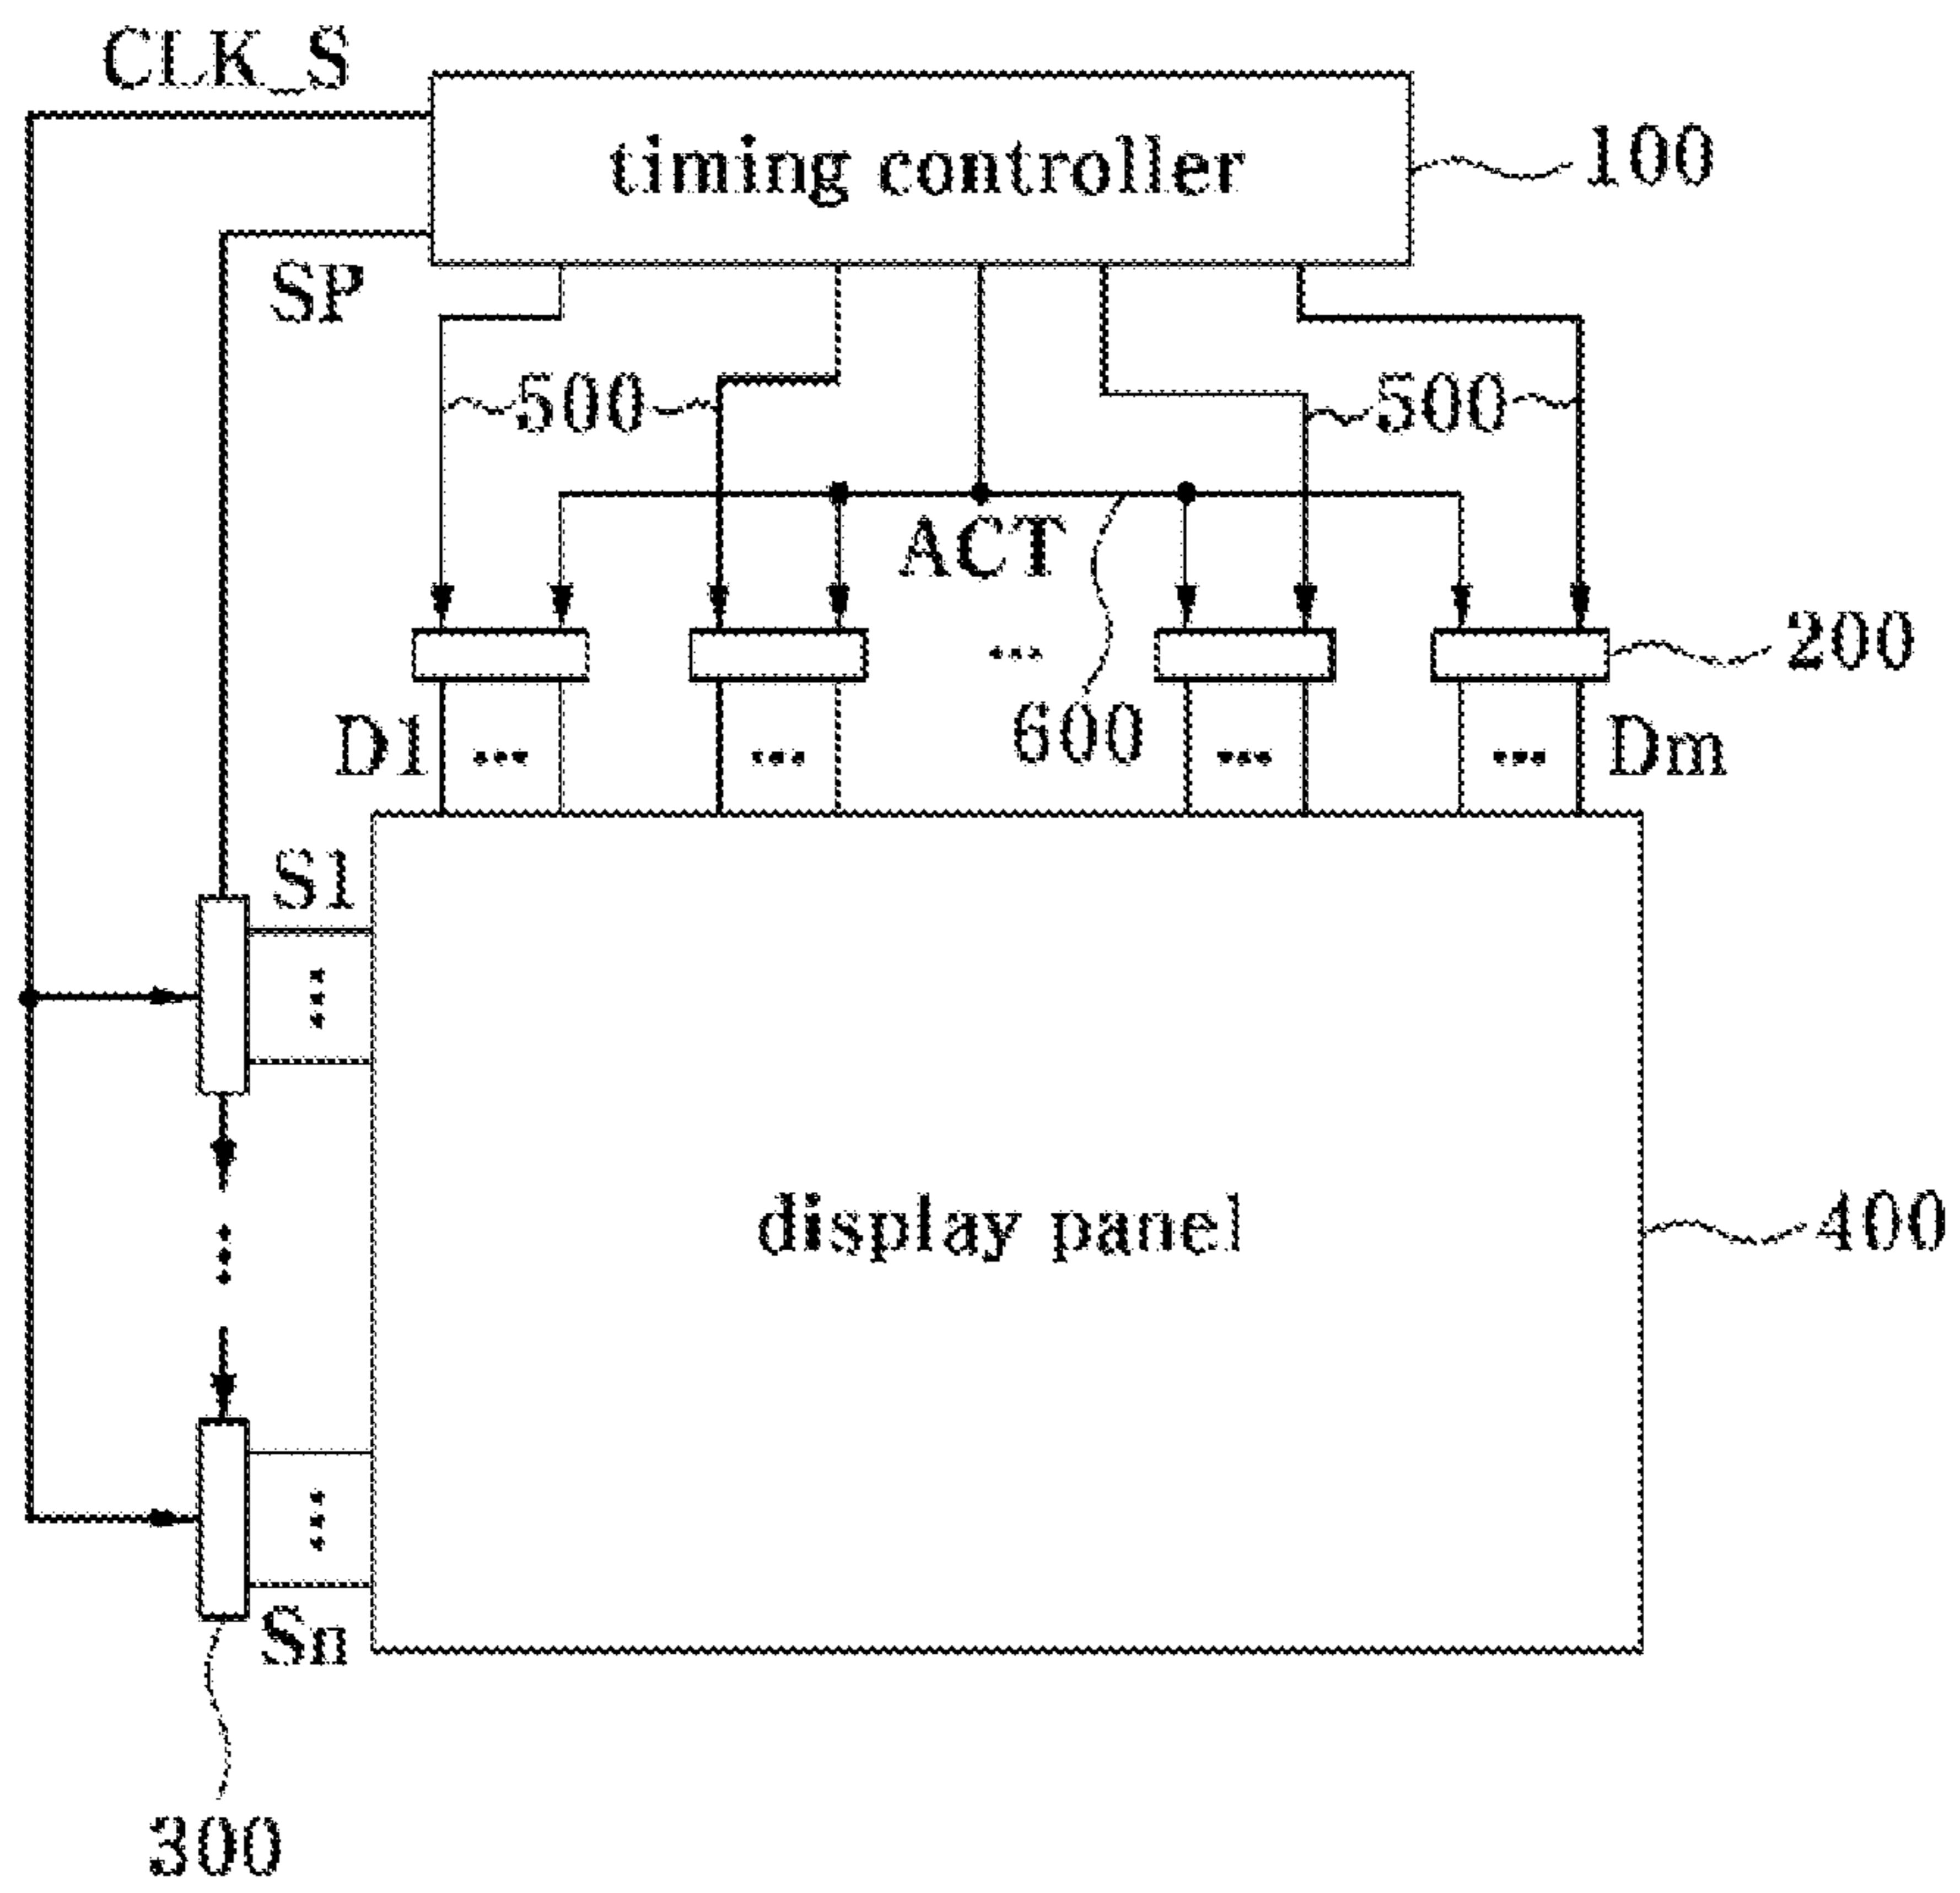 CLK_S
timing controller
100
SP
500
500
ACT
200
600
D1
...
...
...
...
...
Dm
S1
...
display panel
400
...
...
Sn
300